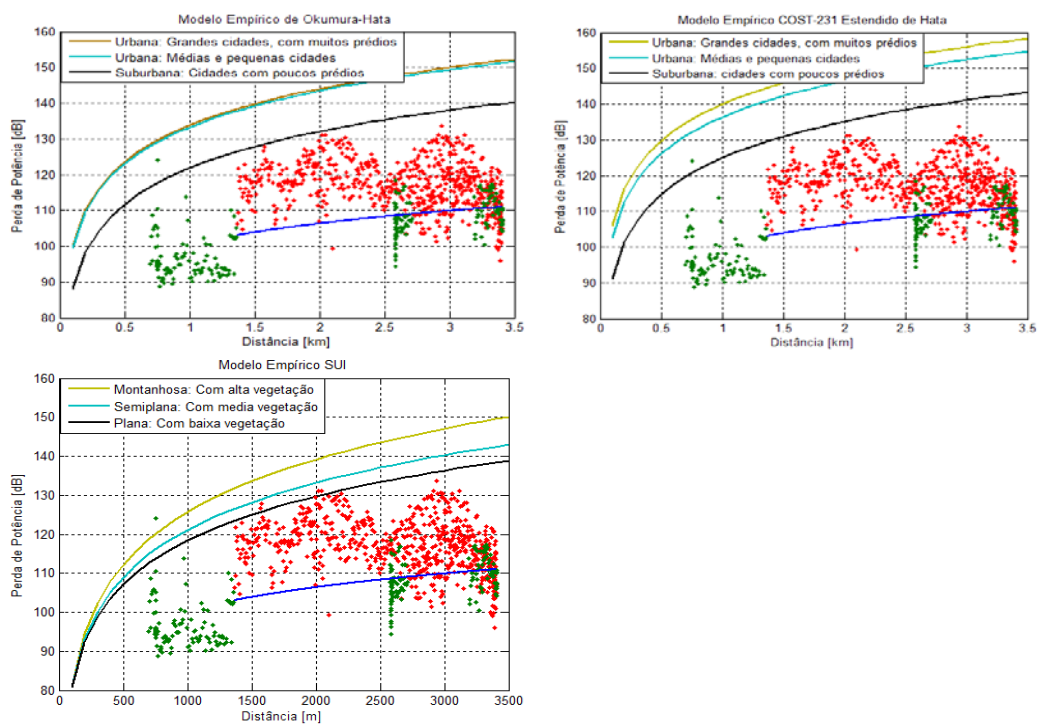 Modelo Empírico de Okumura-Hata
160
150
140
130
120
110
100
90
80
Perda de Potência [dB]
Urbana: Grandes cidades, com muitos prédios
Urbana: Médias e pequenas cidades
Suburbana: Cidades com poucos prédios
0 0.5 1 1.5 2 2.5 3 3.5
Distância [km]
Modelo Empírico COST-231 Estendido de Hata
160
150
140
130
120
110
100
90
80
Perda de Potência [dB]
Urbana: Grandes cidades, com muitos prédios
Urbana: Médias e pequenas cidades
Suburbana: cidades com poucos prédios
0 0.5 1 1.5 2 2.5 3 3.5
Distância [km]
Modelo Empírico SUI
160
150
140
130
120
110
100
90
80
Perda de Potência [dB]
Montanhosa: Com alta vegetação
Semiplana: Com media vegetação
Plana: Com baixa vegetação
0 500 1000 1500 2000 2500 3000 3500
Distância [m]